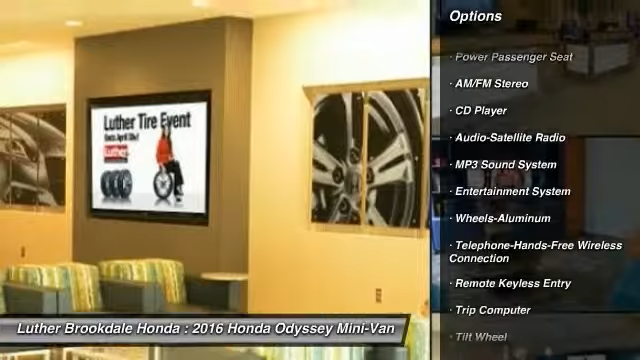 Luther Tire Event
Luther
Options
· Power Passenger Seat
· AM/FM Stereo
· CD Player
· Audio-Satellite Radio
· MP3 Sound System
· Entertainment System
· Wheels-Aluminum
· Telephone-Hands-Free Wireless
Connection
· Remote Keyless Entry
· Trip Computer
· Tilt Wheel
Luther Brookdale Honda : 2016 Honda Odyssey Mini-Van